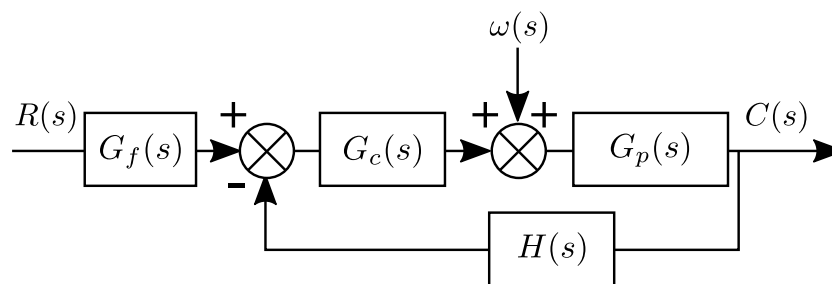 ω(s)
R(s) + + + C(s)
G_f(s) G_c(s) G_p(s)
-
H(s)